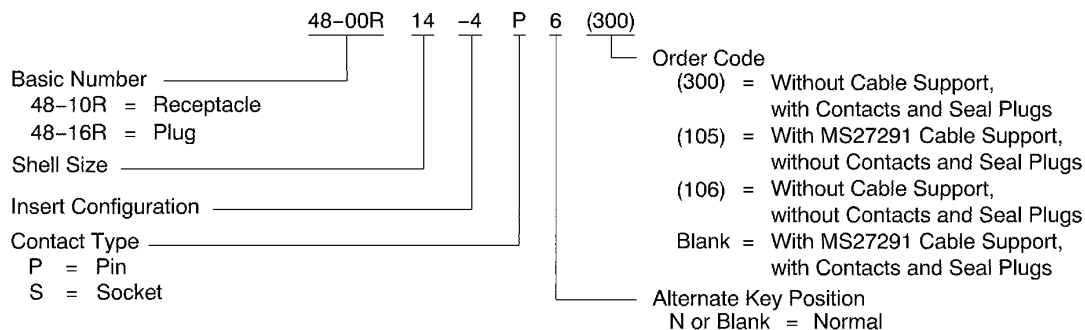 48-00R 14 -4 P 6 (300)
Basic Number
48-10R = Receptacle
48-16R = Plug
Shell Size
Insert Configuration
Contact Type
P = Pin
S = Socket
Order Code
(300) = Without Cable Support,
with Contacts and Seal Plugs
(105) = With MS27291 Cable Support,
without Contacts and Seal Plugs
(106) = Without Cable Support,
without Contacts and Seal Plugs
Blank = With MS27291 Cable Support,
with Contacts and Seal Plugs
Alternate Key Position
N or Blank = Normal